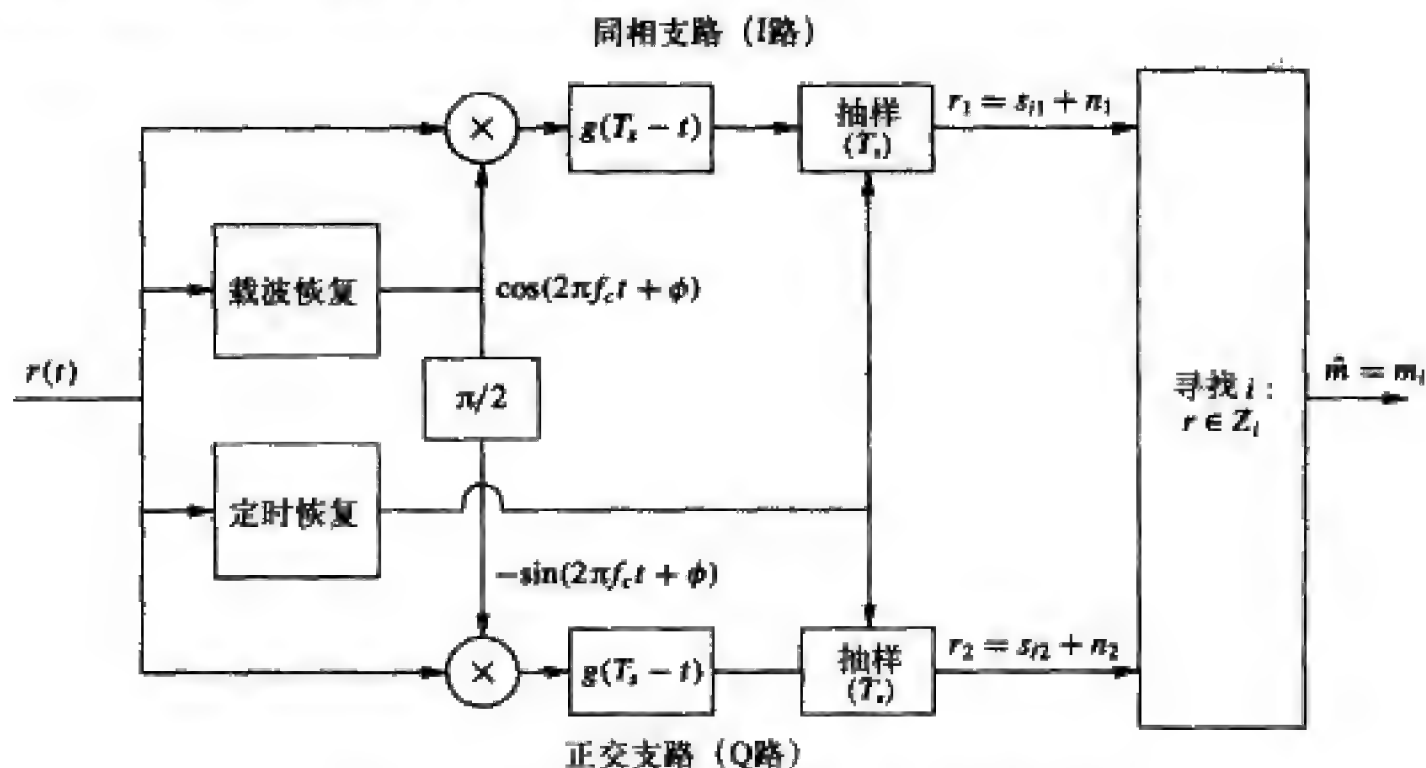 同相支路（I路）
g(Tₛ − t)
抽样
(Tₛ)
r₁ = sᵢ₁ + n₁
载波恢复
cos(2πf_c t + ϕ)
r(t)
π/2
寻找 i :
r ∈ Zᵢ
m̂ = mᵢ
定时恢复
−sin(2πf_c t + ϕ)
g(Tₛ − t)
抽样
(Tₛ)
r₂ = sᵢ₂ + n₂
正交支路（Q路）